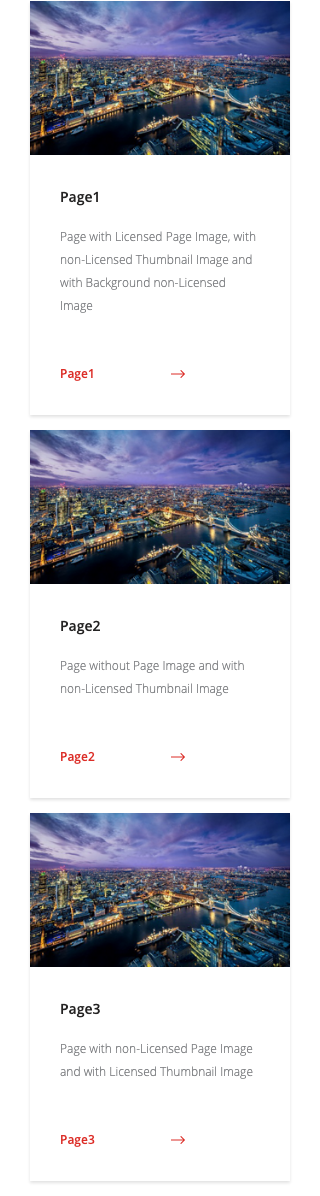 Page1
Page with Licensed Page Image, with
non-Licensed Thumbnail Image and
with Background non-Licensed
Image
Page1
Page2
Page without Page Image and with
non-Licensed Thumbnail Image
Page2
Page3
Page with non-Licensed Page Image
and with Licensed Thumbnail Image
Page3